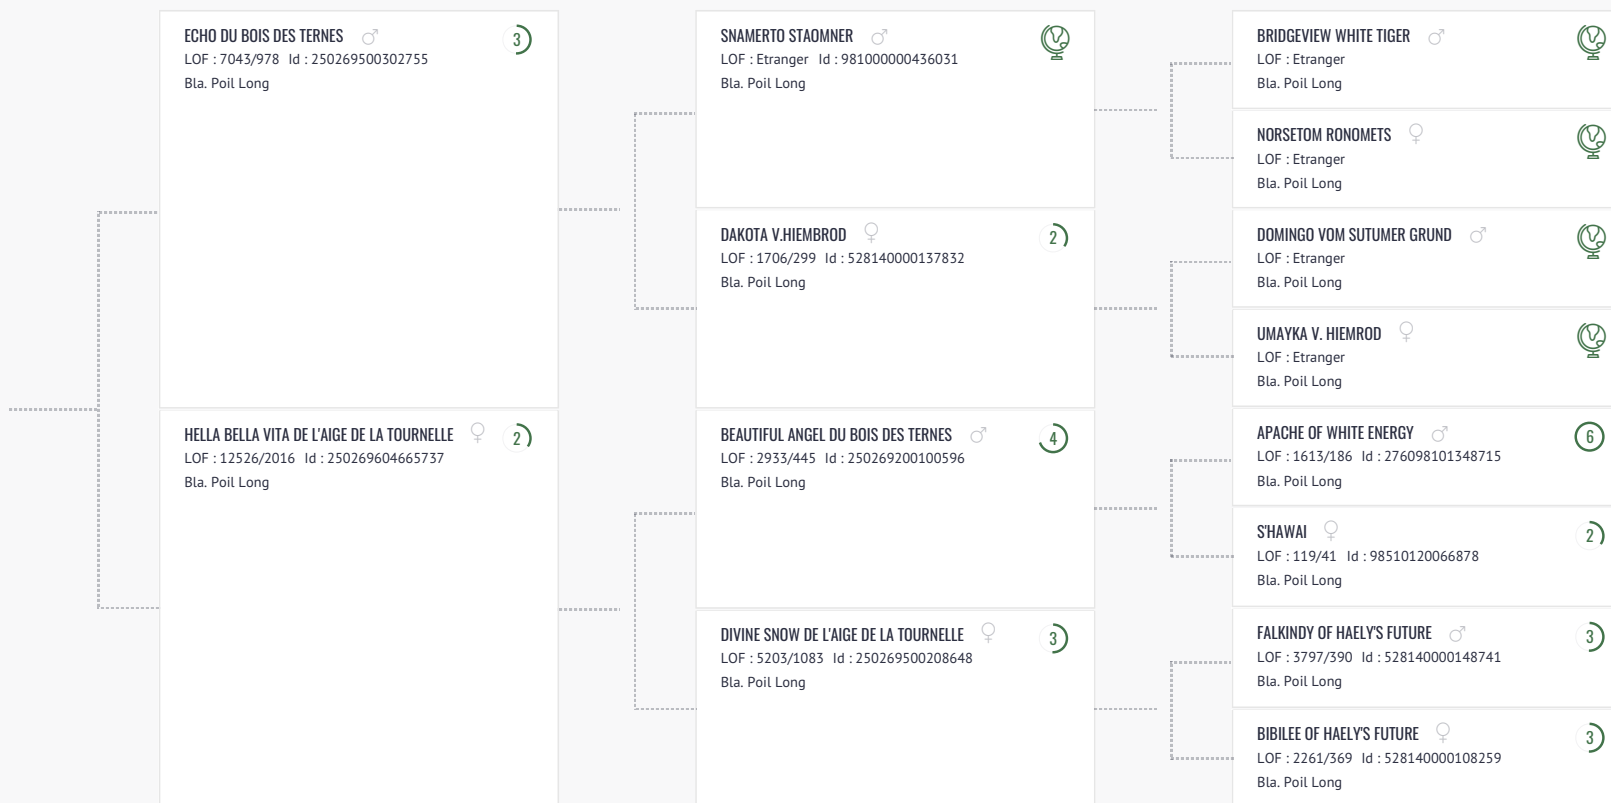 ECHO DU BOIS DES TERNES
3
LOF : 7043/978 Id : 250269500302755
Bla. Poil Long
HELLA BELLA VITA DE L'AIGE DE LA TOURNELLE
2
LOF : 12526/2016 Id : 250269604665737
Bla. Poil Long
SNAMERTO STAOMNER
LOF : Etranger Id : 981000000436031
Bla. Poil Long
DAKOTA V.HIEMBROD
2
LOF : 1706/299 Id : 528140000137832
Bla. Poil Long
BEAUTIFUL ANGEL DU BOIS DES TERNES
4
LOF : 2933/445 Id : 250269200100596
Bla. Poil Long
DIVINE SNOW DE L'AIGE DE LA TOURNELLE
3
LOF : 5203/1083 Id : 250269500208648
Bla. Poil Long
BRIDGEVIEW WHITE TIGER
LOF : Etranger
Bla. Poil Long
NORSETOM RONOMETS
LOF : Etranger
Bla. Poil Long
DOMINGO VOM SUTUMER GRUND
LOF : Etranger
Bla. Poil Long
UMAYKA V. HIEMROD
LOF : Etranger
Bla. Poil Long
APACHE OF WHITE ENERGY
6
LOF : 1613/186 Id : 276098101348715
Bla. Poil Long
S'HAWAI
2
LOF : 119/41 Id : 98510120066878
Bla. Poil Long
FALKINDY OF HAELY'S FUTURE
3
LOF : 3797/390 Id : 528140000148741
Bla. Poil Long
BIBILEE OF HAELY'S FUTURE
3
LOF : 2261/369 Id : 528140000108259
Bla. Poil Long